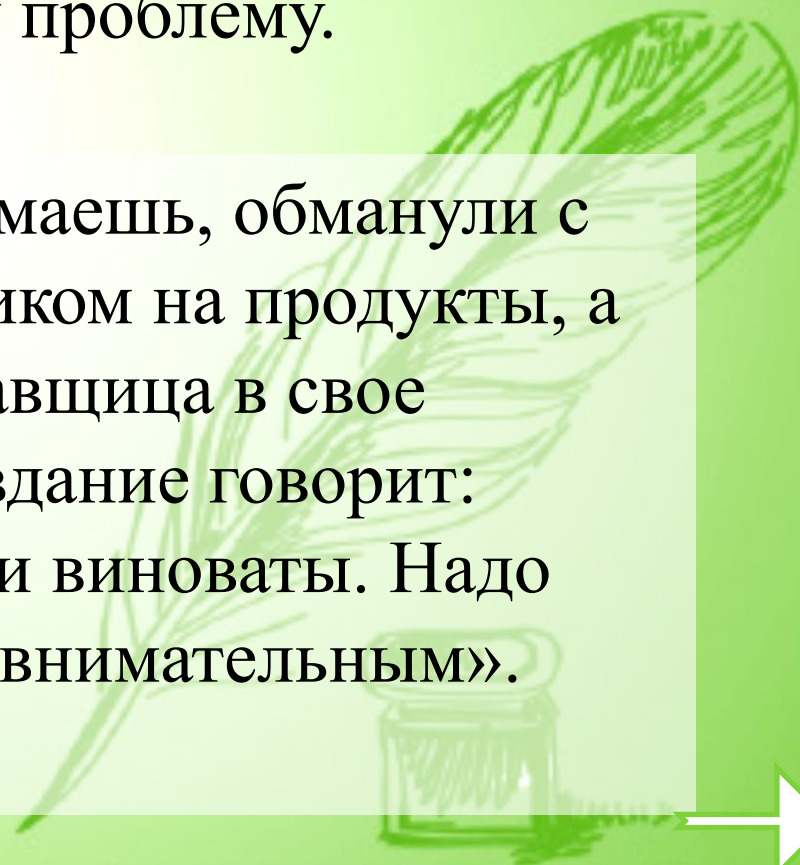 проблему.
маешь, обманули с
иком на продукты, а
авщица в свое
здание говорит:
и виноваты. Надо
внимательным».